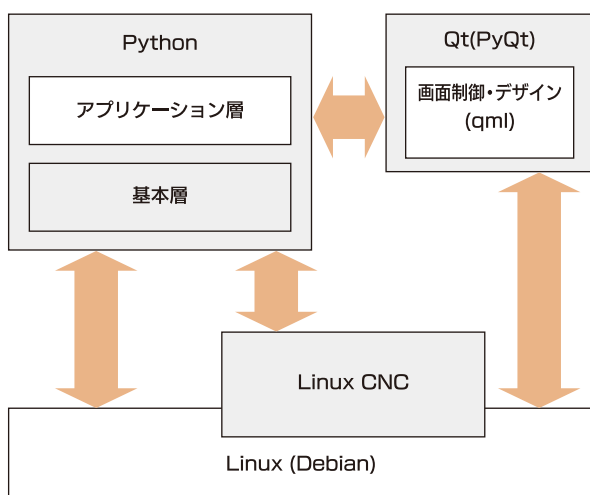 Python
アプリケーション層
基本層
Qt(PyQt)
画面制御・デザイン
(qml)
Linux CNC
Linux (Debian)